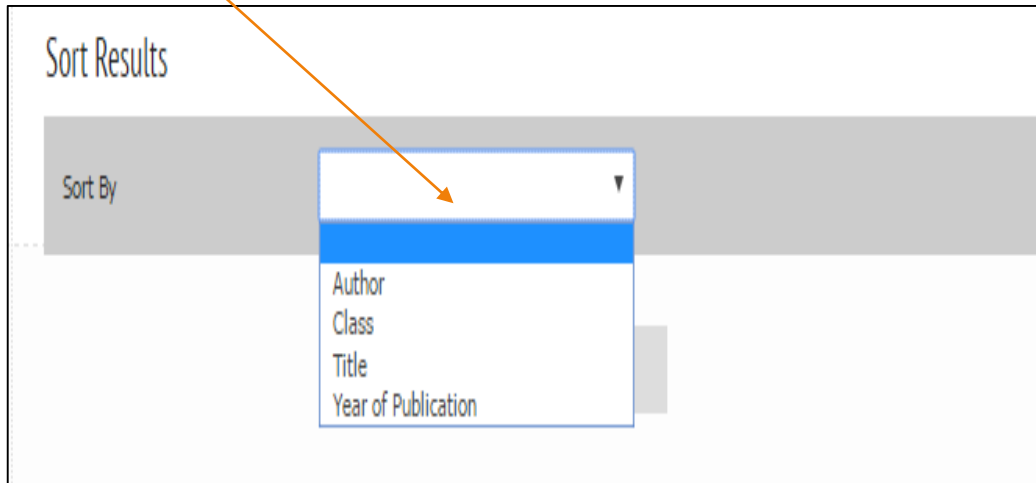 Sort Results
Sort By
Author
Class
Title
Year of Publication